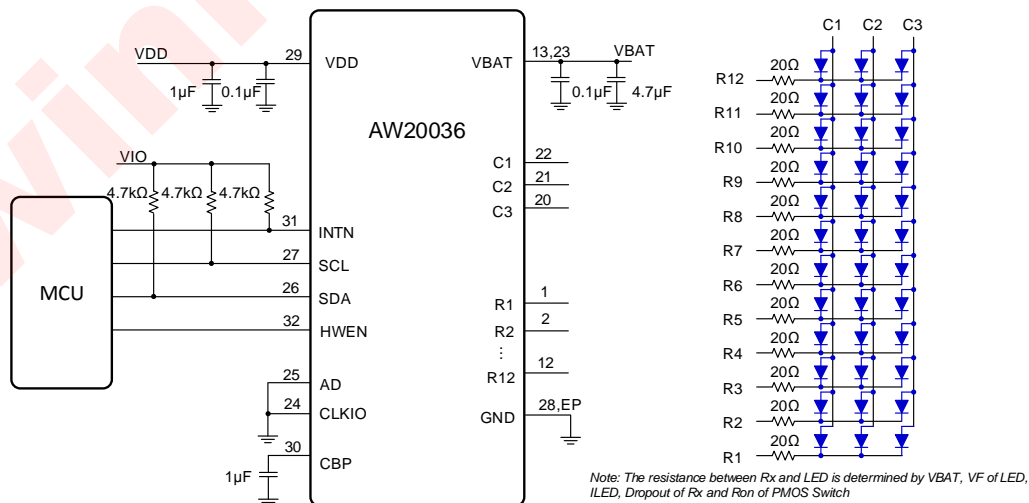 VDD
29
VDD
1µF
0.1µF
AW20036
VBAT
13,23
VBAT
0.1µF
4.7µF
VIO
4.7kΩ
4.7kΩ
4.7kΩ
MCU
31
INTN
27
SCL
26
SDA
32
HWEN
25
AD
24
CLKIO
30
CBP
1µF
C1
22
C2
21
C3
20
R1
1
R2
2
⋮
R12
12
GND
28,EP
C1 C2 C3
20Ω
R12
20Ω
R11
20Ω
R10
20Ω
R9
20Ω
R8
20Ω
R7
20Ω
R6
20Ω
R5
20Ω
R4
20Ω
R3
20Ω
R2
20Ω
R1
Note: The resistance between Rx and LED is determined by VBAT, VF of LED,
ILED, Dropout of Rx and Ron of PMOS Switch